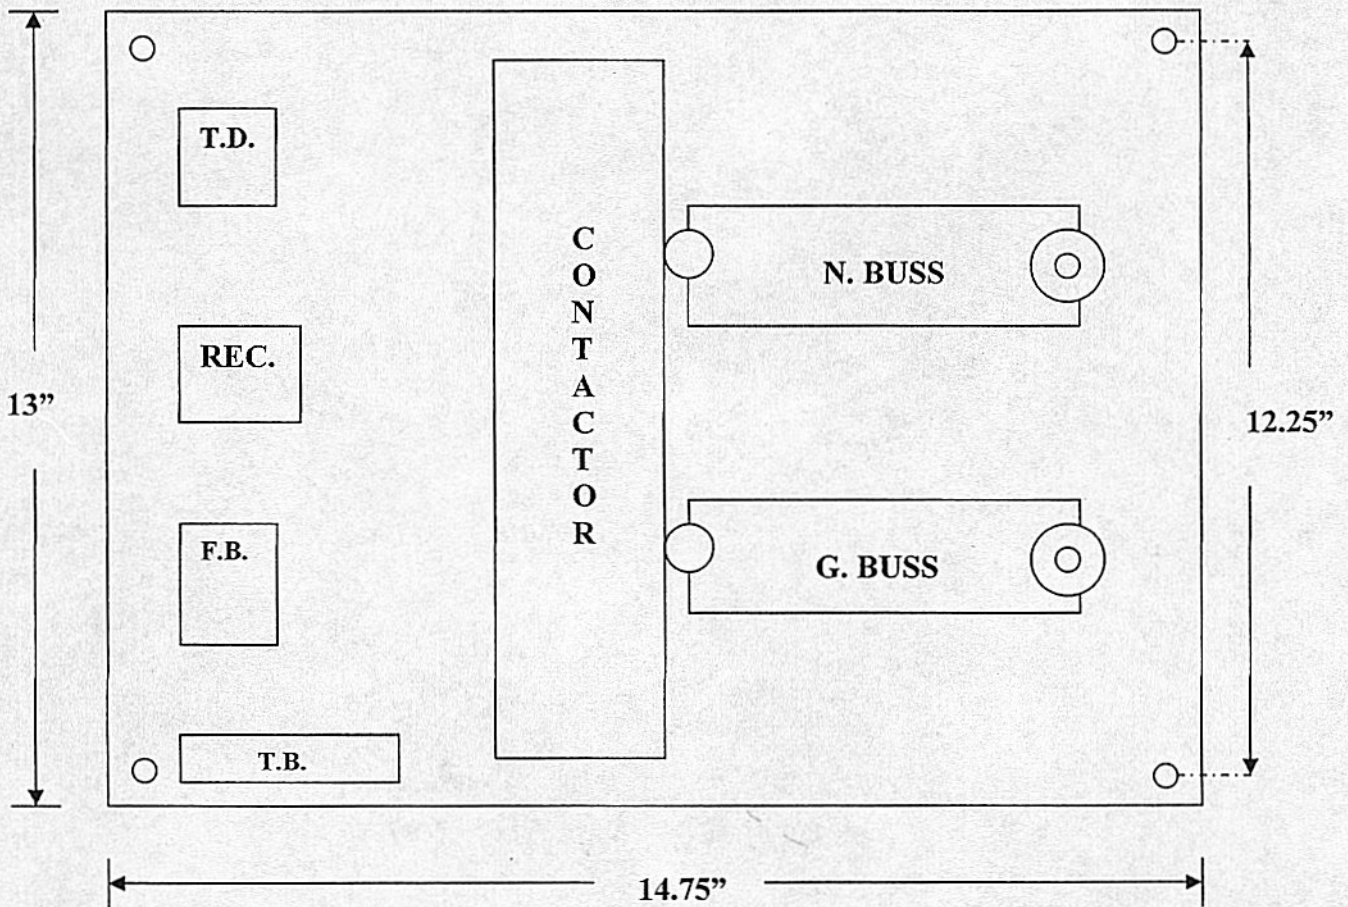 T.D.
CONTACTOR
N. BUSS
REC.
13”
12.25”
F.B.
G. BUSS
T.B.
14.75”